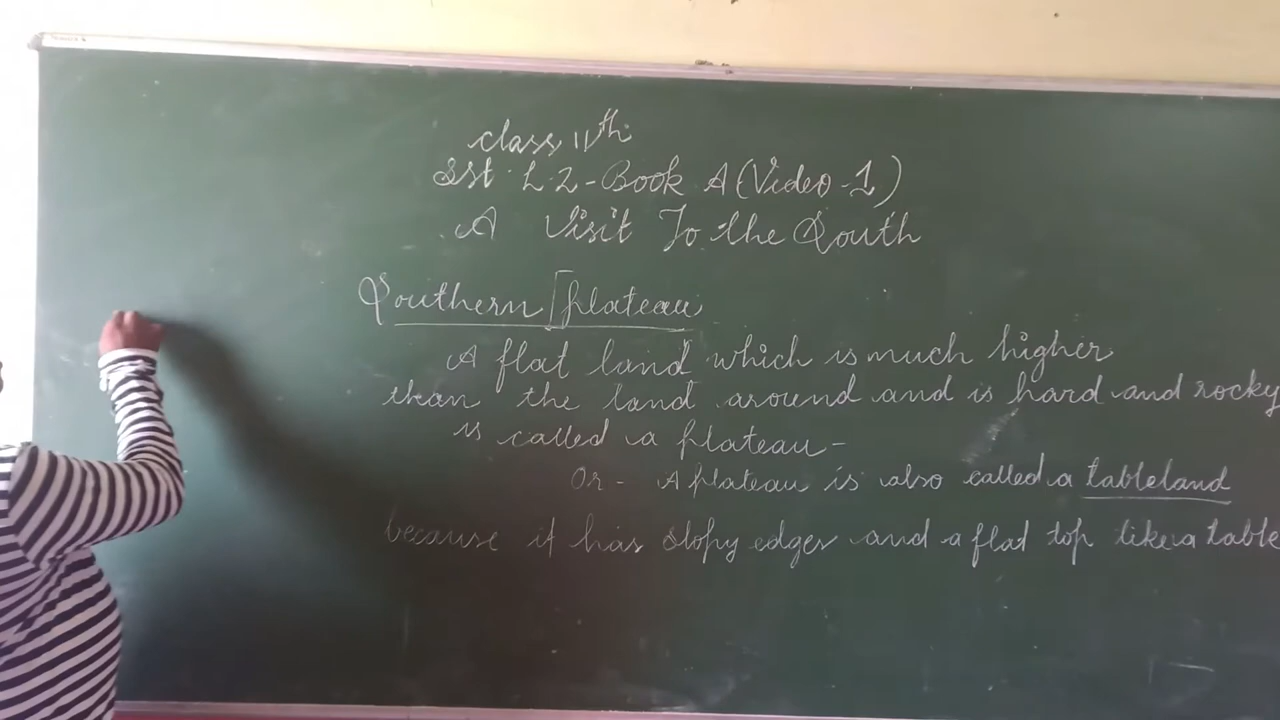 class IVth
SSt. L.2-Book A (Video-1)
A Visit To the South
Southern plateau
A flat land which is much higher
than the land around and is hard and rocky
is called a plateau-
Or- A plateau is also called a tableland
because it has slopy edges and a flat top like a table